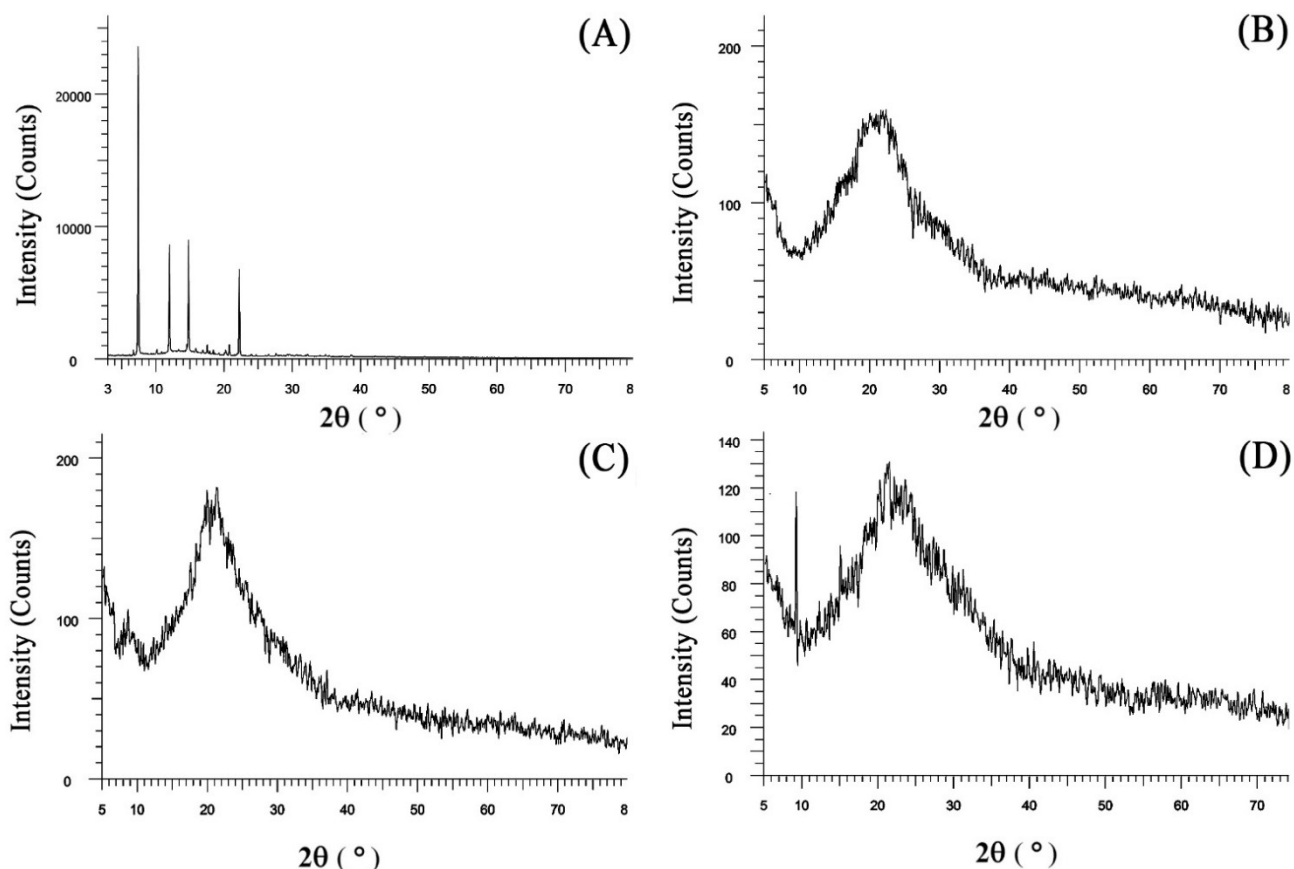 (A)
Intensity (Counts)
20000
10000
0
3 10 20 30 40 50 60 70 8
2θ ( ° )
(B)
Intensity (Counts)
200
100
0
5 10 20 30 40 50 60 70 8
2θ ( ° )
(C)
Intensity (Counts)
200
100
0
5 10 20 30 40 50 60 70 8
2θ ( ° )
(D)
Intensity (Counts)
140
120
100
80
60
40
20
0
5 10 20 30 40 50 60 70
2θ ( ° )